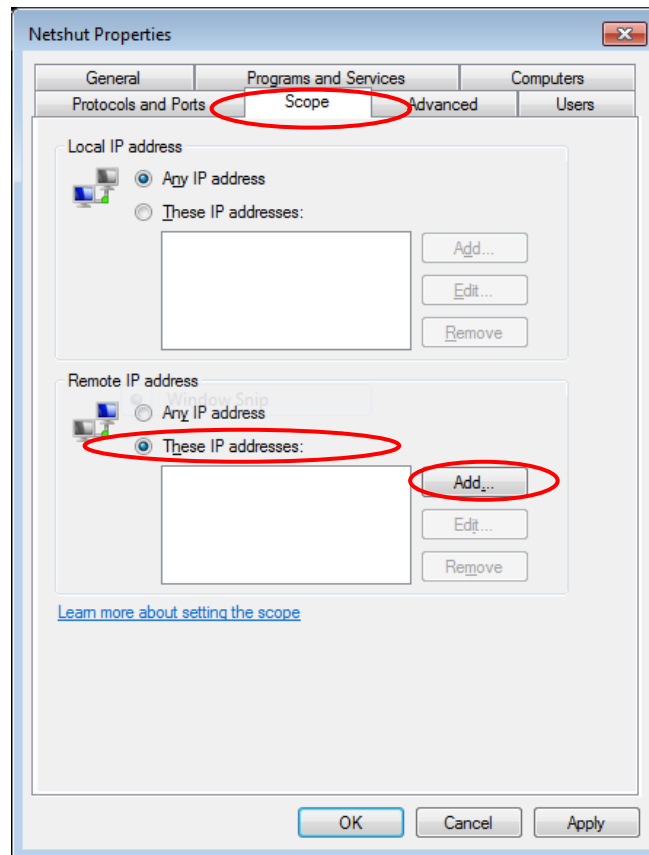 Netshut Properties
General Programs and Services Computers
Protocols and Ports Scope Advanced Users
Local IP address
Any IP address
These IP addresses:
Add...
Edit...
Remove
Remote IP address
Window Snip
Any IP address
These IP addresses:
Add...
Edit...
Remove
Learn more about setting the scope
OK Cancel Apply